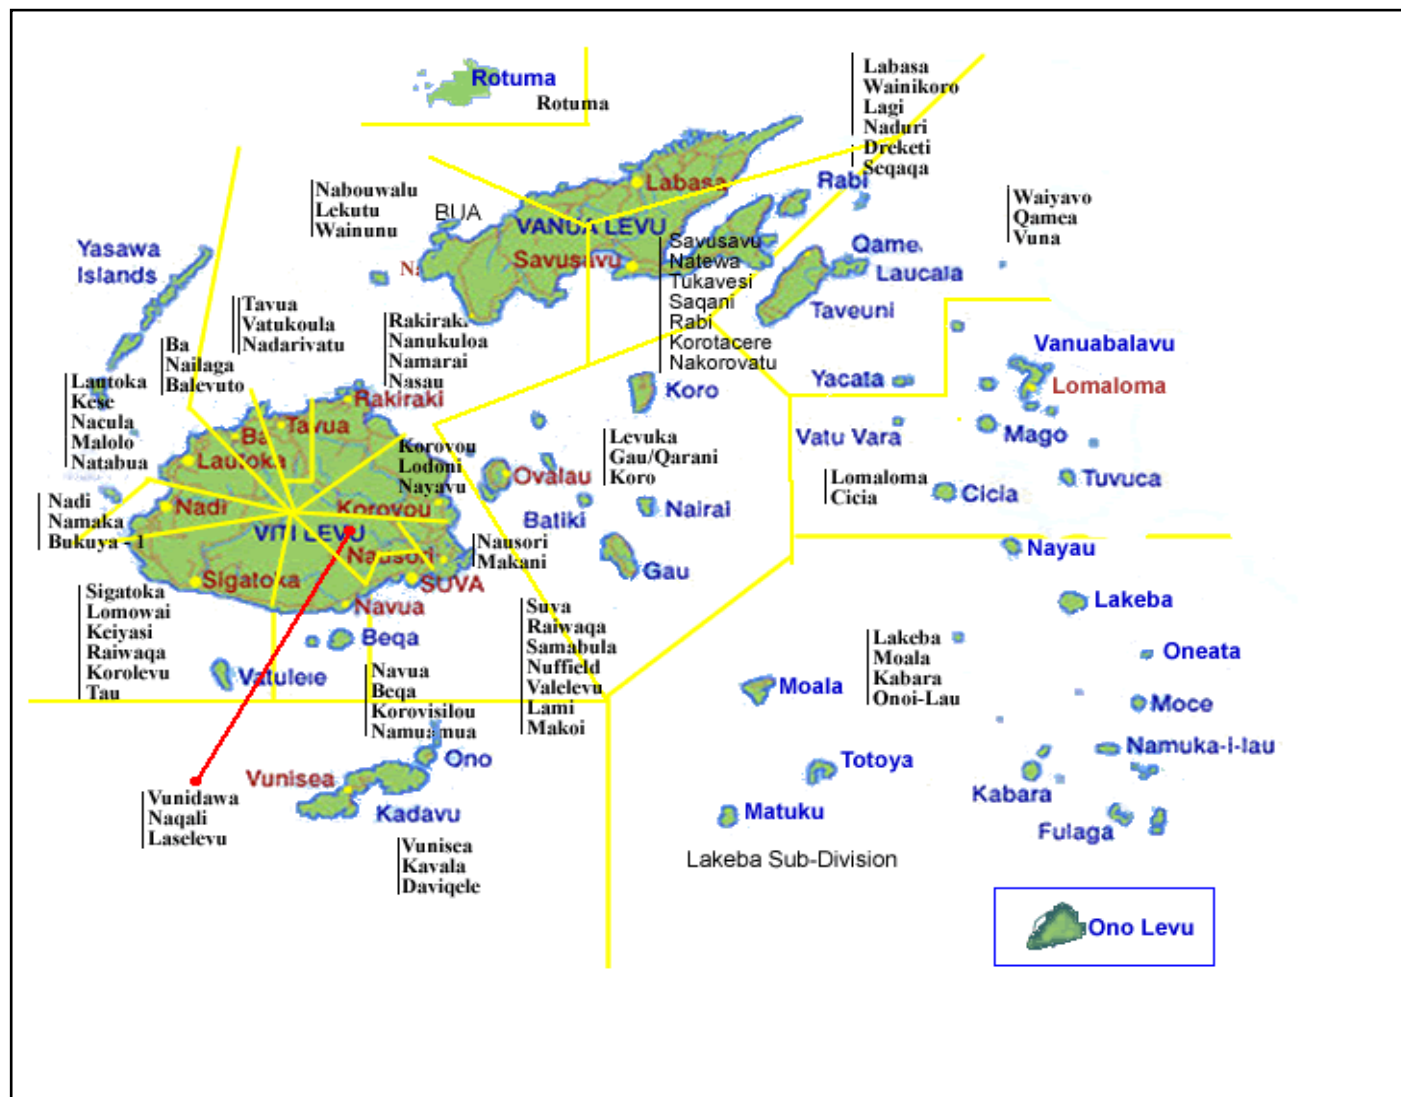 Rotuma
Rotuma
Labasa
Wainikoro
Lagi
Naduri
Dreketi
Seqaqa
Nabouwalu
Lekutu
Wainunu
BUA
Labasa
Rabi
Waiyavo
Qamea
Vuna
VANUA LEVU
Savusavu
Yasawa
Islands
Savusavu
Natewa
Tukavesi
Saqani
Rabi
Korotacere
Nakorovatu
Laucala
Taveuni
Tavua
Vatukoula
Nadarivatu
Rakiraki
Nanukuloa
Namarai
Nasau
Ba
Nailaga
Balevuto
Lautoka
Kese
Nacula
Malolo
Natabua
Rakiraki
Koro
Yacata
Vanuabalavu
Lomaloma
Ba
Tavua
Lautoka
Korovou
Lodoni
Nayavu
Levuka
Gau/Qarani
Koro
Vatu Vara
Mago
Ovalau
Lomaloma
Cicia
Cicia
Tuvuca
Nadi
Namaka
Bukuya - 1
Nadi
Korovou
Batiki
Nairai
VITI LEVU
Nausori
Nausori
Makani
Gau
Nayau
Sigatoka
SUVA
Sigatoka
Lomowai
Keiyasi
Raiwaqa
Korolevu
Tau
Navua
Suva
Raiwaqa
Samabula
Nuffield
Valelevu
Lami
Makoi
Lakeba
Beqa
Vatulele
Navua
Beqa
Korovisilou
Namuamua
Lakeba
Moala
Kabara
Onoi-Lau
Oneata
Moala
Moce
Namuka-i-lau
Ono
Totoya
Vunisea
Kabara
Kadavu
Matuku
Fulaga
Vunidawa
Naqali
Laselevu
Vunisea
Kavala
Daviqele
Lakeba Sub-Division
Ono Levu